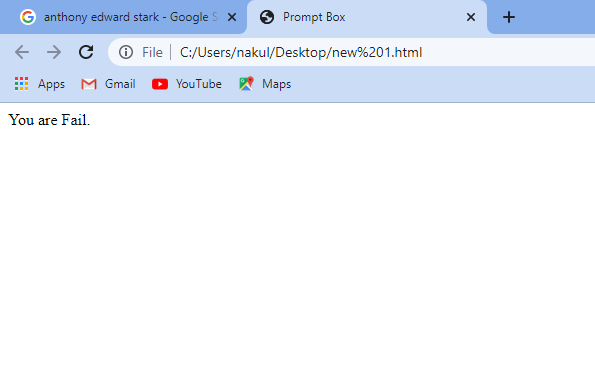 anthony edward stark - Google S
Prompt Box
File
C:/Users/nakul/Desktop/new%201.html
Apps
Gmail
YouTube
Maps
You are Fail.